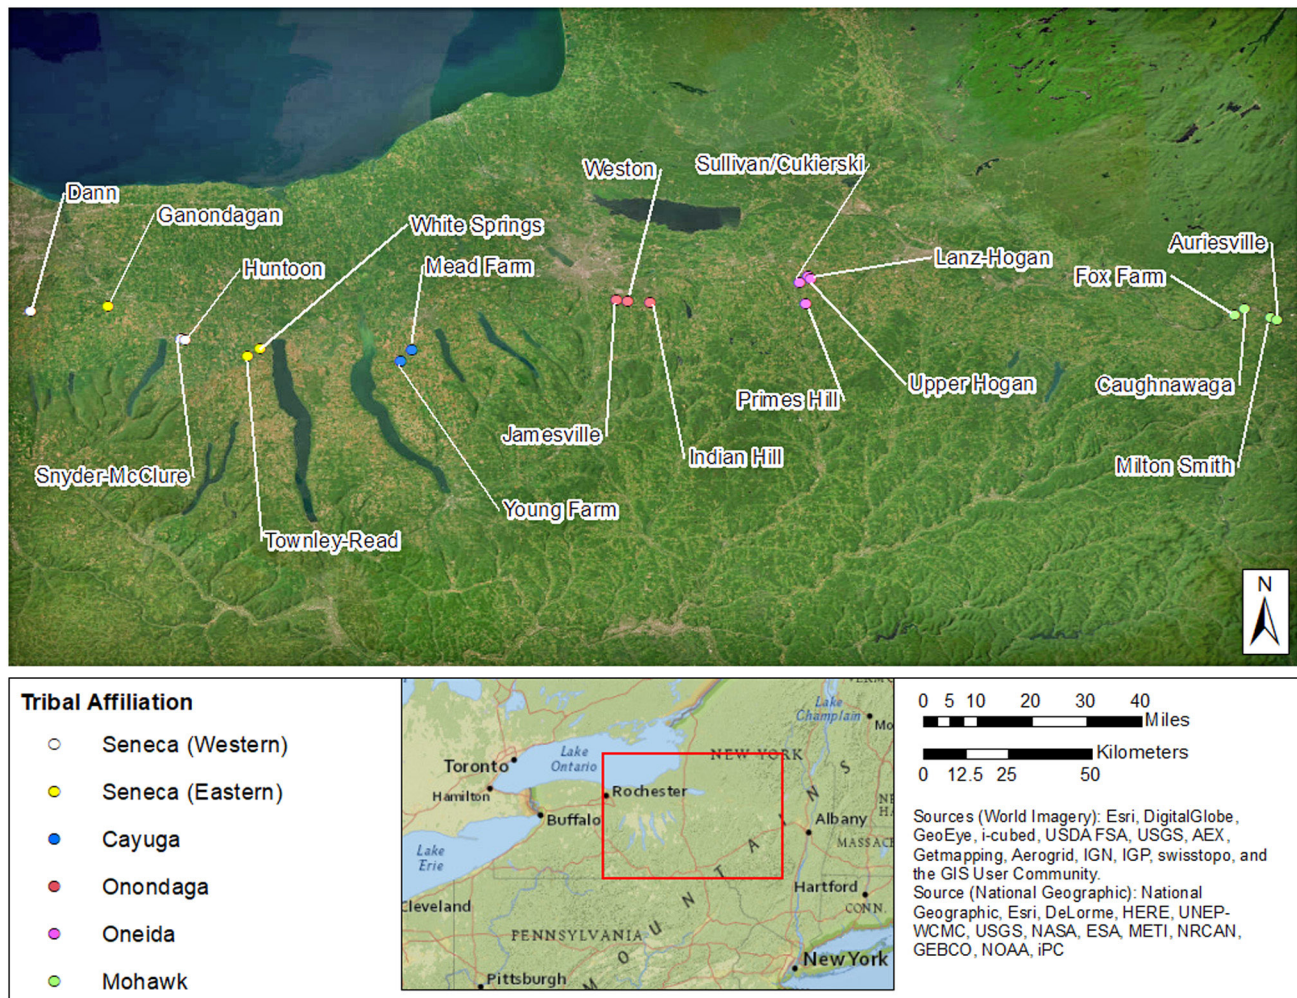 Weston
Sullivan/Cukierski
Dann
Ganondagan
White Springs
Auriesville
Huntoon
Mead Farm
Lanz-Hogan
Fox Farm
Upper Hogan
Caughnawaga
Primes Hill
Jamesville
Indian Hill
Milton Smith
Snyder-McClure
Young Farm
Townley-Read
N
Tribal Affiliation
Seneca (Western)
Seneca (Eastern)
Cayuga
Onondaga
Oneida
Mohawk
Lake
Champlain
Mo
NEW YORK
Lake
Ontario
Toronto
Hamilton
Rochester
Buffalo
Albany
MASSAC
Lake
Erie
Hartford
CONN.
Cleveland
PENNSYLVANIA
MOUNTAINS
New York
Pittsburgh
0 5 10 20 30 40
Miles
Kilometers
0 12.5 25 50
Sources (World Imagery): Esri, DigitalGlobe,
GeoEye, i-cubed, USDA FSA, USGS, AEX,
Getmapping, Aerogrid, IGN, IGP, swisstopo, and
the GIS User Community.
Source (National Geographic): National
Geographic, Esri, DeLorme, HERE, UNEP-
WCMC, USGS, NASA, ESA, METI, NRCAN,
GEBCO, NOAA, iPC